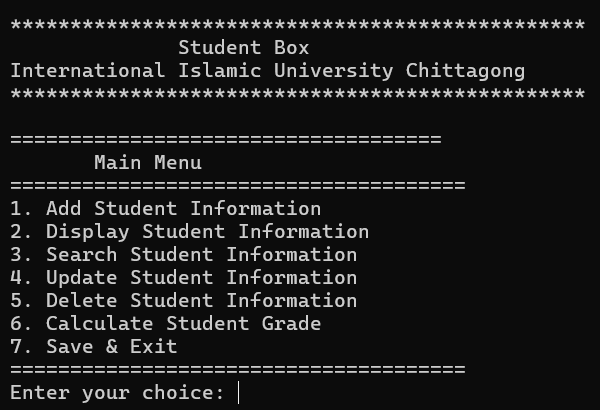 ************************************************
Student Box
International Islamic University Chittagong
************************************************
====================================
Main Menu
======================================
1. Add Student Information
2. Display Student Information
3. Search Student Information
4. Update Student Information
5. Delete Student Information
6. Calculate Student Grade
7. Save & Exit
======================================
Enter your choice: